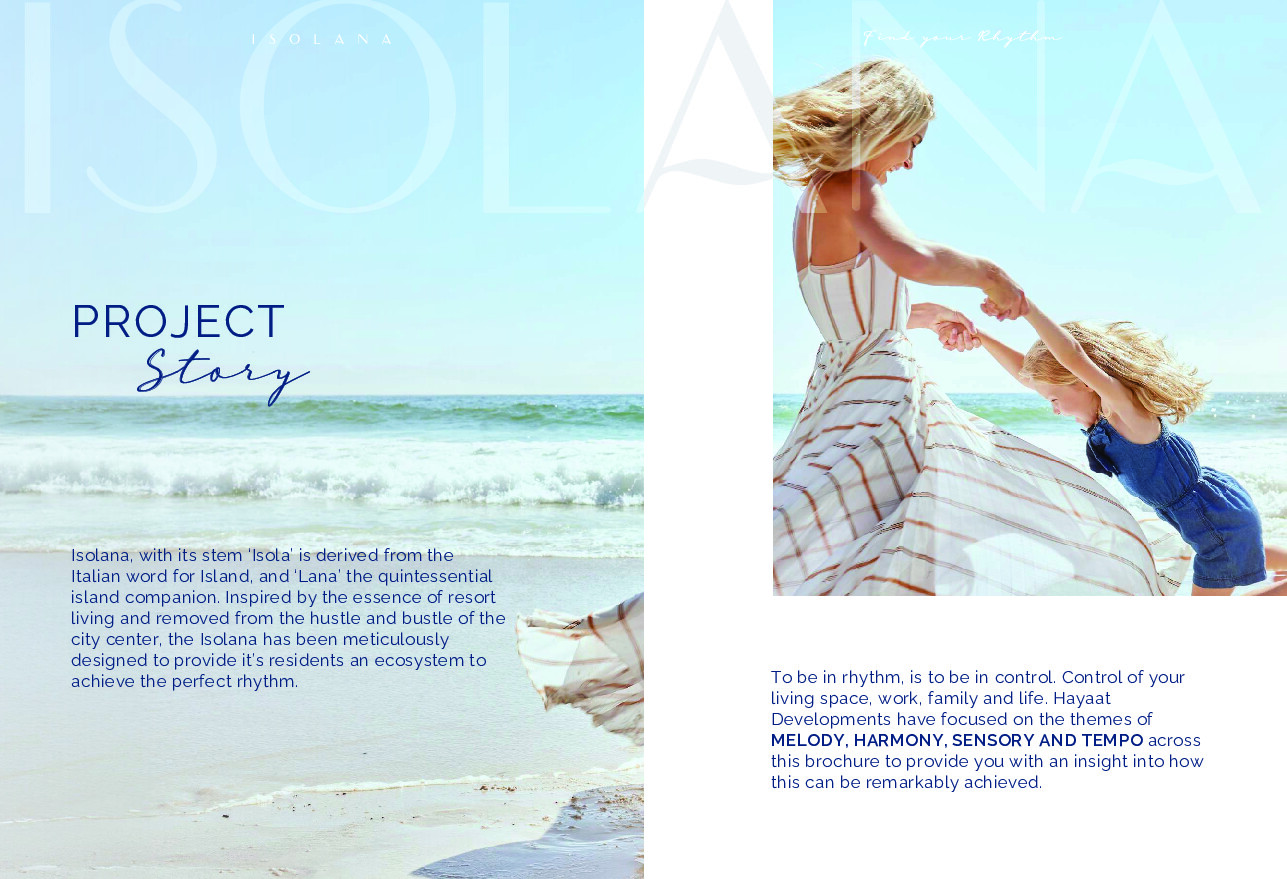 ISOLANA
ISOLANA
Find your Rhythm
PROJECT
Story
Isolana, with its stem ‘Isola’ is derived from the
Italian word for Island, and ‘Lana’ the quintessential
island companion. Inspired by the essence of resort
living and removed from the hustle and bustle of the
city center, the Isolana has been meticulously
designed to provide it’s residents an ecosystem to
achieve the perfect rhythm.
To be in rhythm, is to be in control. Control of your
living space, work, family and life. Hayaat
Developments have focused on the themes of
MELODY, HARMONY, SENSORY AND TEMPO across
this brochure to provide you with an insight into how
this can be remarkably achieved.